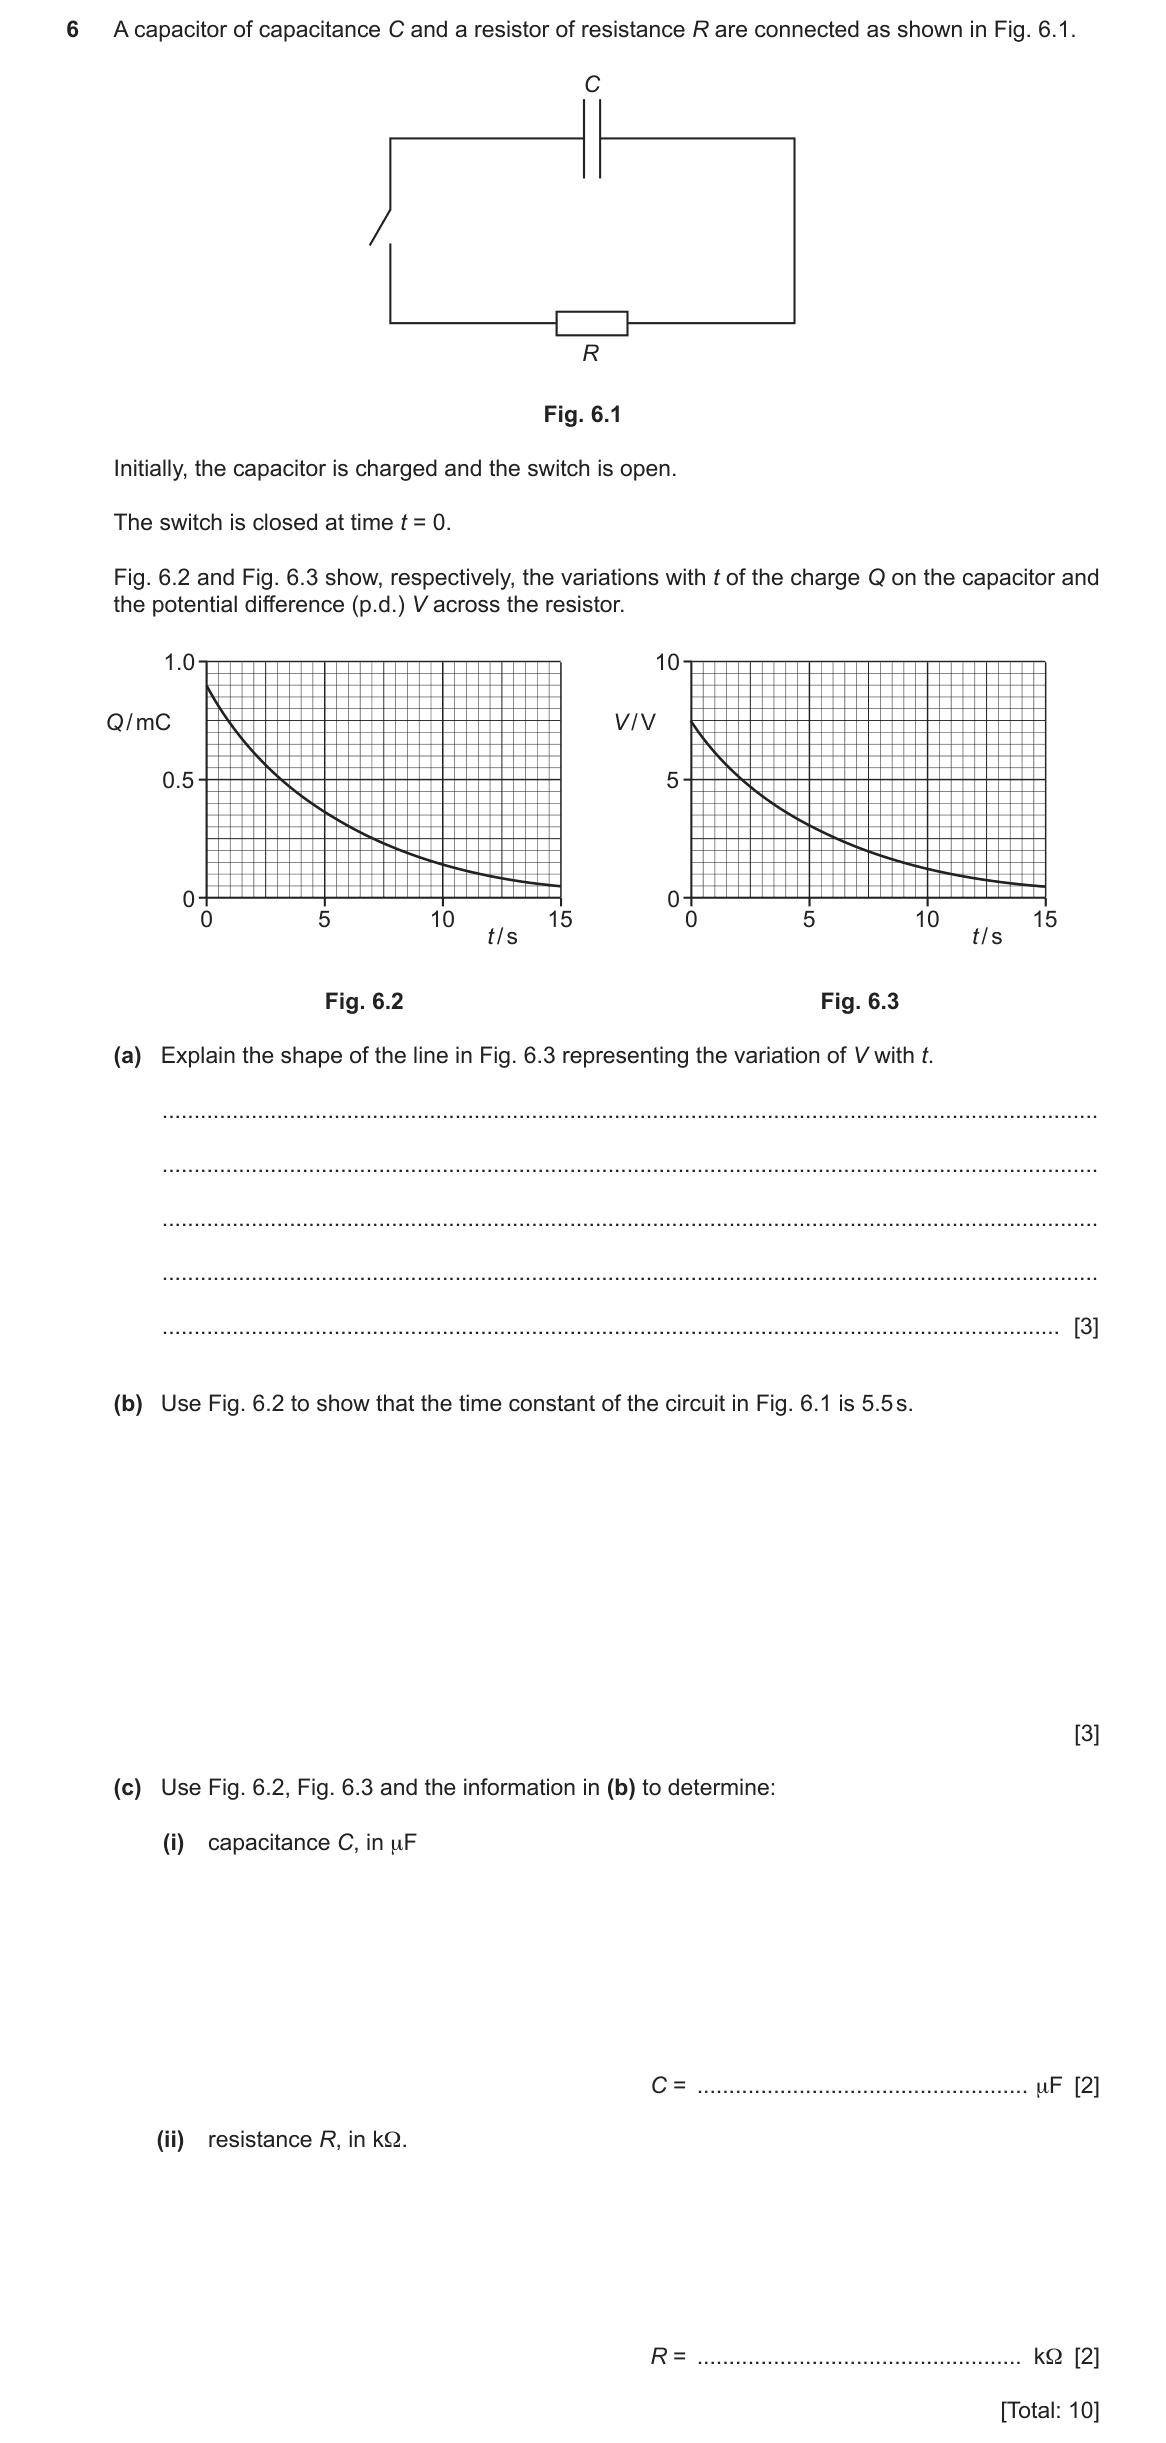 6 A capacitor of capacitance C and a resistor of resistance R are connected as shown in Fig. 6.1.
C
R
Fig. 6.1
Initially, the capacitor is charged and the switch is open.
The switch is closed at time t = 0.
Fig. 6.2 and Fig. 6.3 show, respectively, the variations with t of the charge Q on the capacitor and
the potential difference (p.d.) V across the resistor.
1.0
Q/mC
0.5
0
0 5 10 15
t/s
10
V/V
5
0
0 5 10 15
t/s
Fig. 6.2 Fig. 6.3
(a) Explain the shape of the line in Fig. 6.3 representing the variation of V with t.
..........................................................................................................................
..........................................................................................................................
..........................................................................................................................
..........................................................................................................................
..................................................................................................................... [3]
(b) Use Fig. 6.2 to show that the time constant of the circuit in Fig. 6.1 is 5.5 s.
[3]
(c) Use Fig. 6.2, Fig. 6.3 and the information in (b) to determine:
(i) capacitance C, in μF
C = .................................................... μF [2]
(ii) resistance R, in kΩ.
R = ................................................... kΩ [2]
[Total: 10]